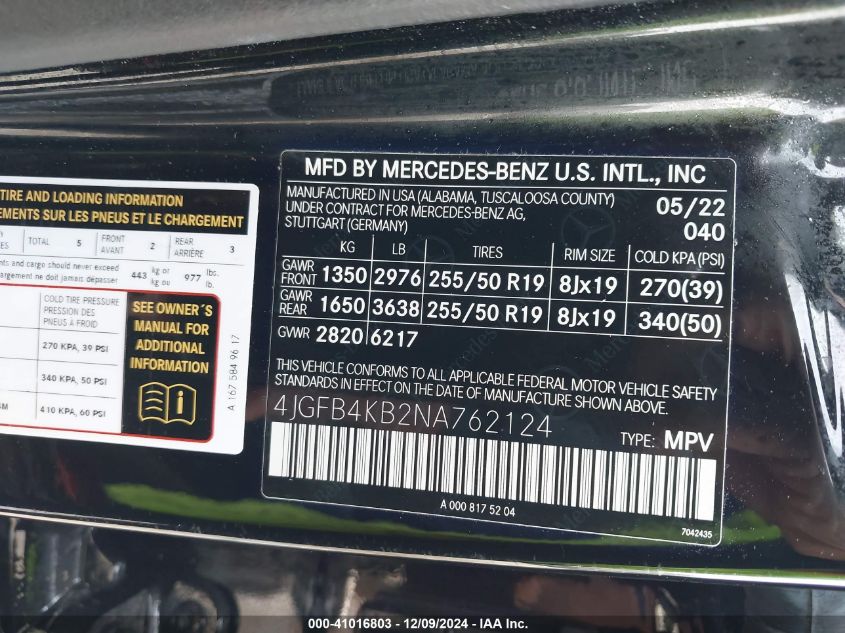 TIRE AND LOADING INFORMATION
SUR LES PNEUS ET LE CHARGEMENT
TOTAL 5 FRONT AVANT 2 REAR ARRIÈRE 3
and cargo should never exceed
ne doit jamais dépasser
443 kg or kg ou 977 lbs. lb.
COLD TIRE PRESSURE
PRESSION DES
PNEUS À FROID
270 KPA, 39 PSI
340 KPA, 50 PSI
410 KPA, 60 PSI
SEE OWNER´S
MANUAL FOR
ADDITIONAL
INFORMATION
A 167 584 96 17
MFD BY MERCEDES-BENZ U.S. INTL., INC
MANUFACTURED IN USA (ALABAMA, TUSCALOOSA COUNTY)
UNDER CONTRACT FOR MERCEDES-BENZ AG,
STUTTGART (GERMANY)
05/22
040
KG LB TIRES RIM SIZE COLD KPA (PSI)
GAWR FRONT 1350 2976 255/50 R19 8Jx19 270(39)
GAWR REAR 1650 3638 255/50 R19 8Jx19 340(50)
GVWR 2820 6217
THIS VEHICLE CONFORMS TO ALL APPLICABLE FEDERAL MOTOR VEHICLE SAFETY
STANDARDS IN EFFECT ON THE DATE OF MANUFACTURE SHOWN ABOVE.
4JGFB4KB2NA762124
TYPE: MPV
A 000 817 52 04
7042435
000-41016803 - 12/09/2024 - IAA Inc.